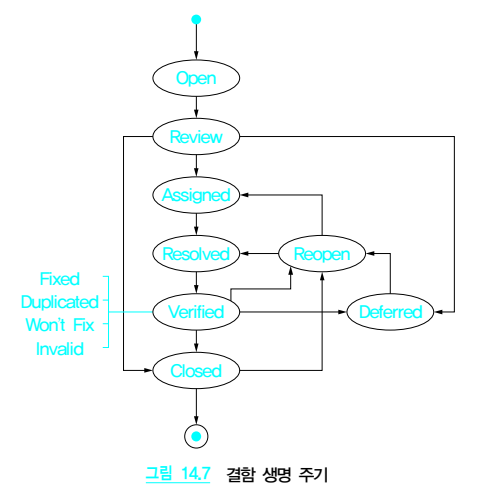 Open
Review
Assigned
Resolved
Reopen
Fixed
Duplicated
Won't Fix
Invalid
Verified
Deferred
Closed
그림 14.7 결함 생명 주기